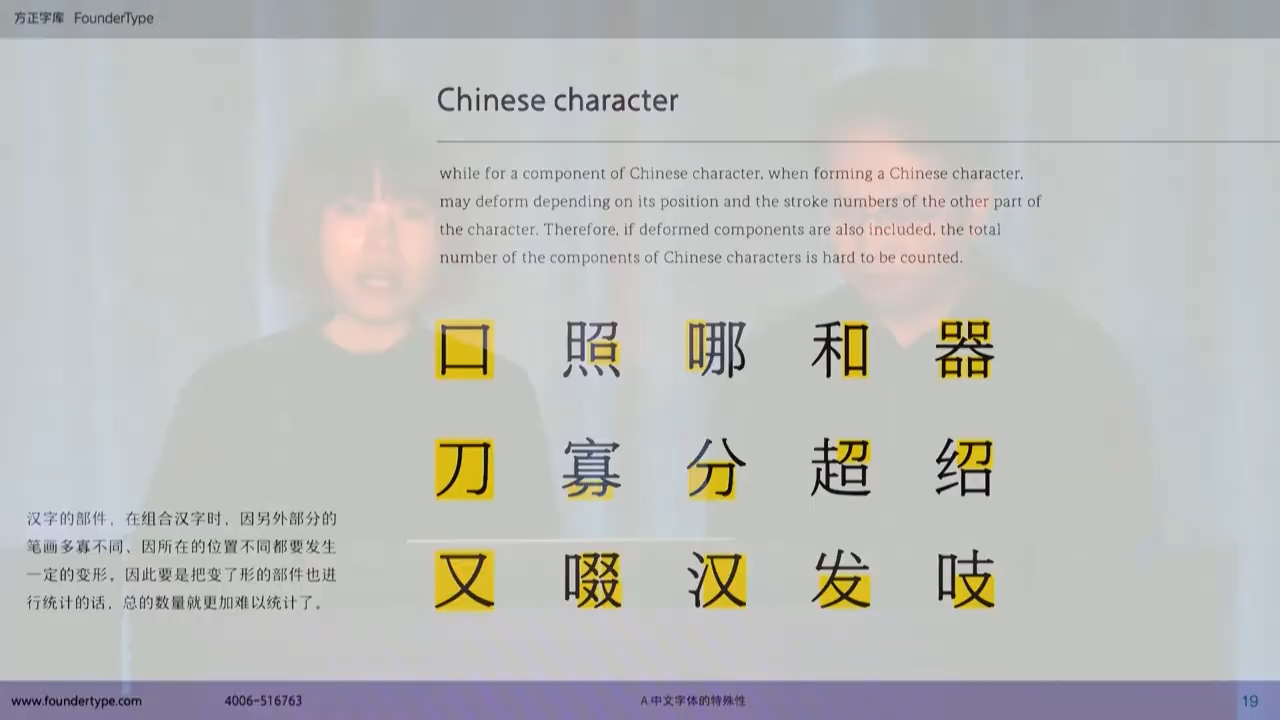 方正字库 FounderType
Chinese character
while for a component of Chinese character, when forming a Chinese character,
may deform depending on its position and the stroke numbers of the other part of
the character. Therefore, if deformed components are also included, the total
number of the components of Chinese characters is hard to be counted.
口 照 哪 和 器
刀 寡 分 超 绍
又 啜 汉 发 吱
汉字的部件，在组合汉字时，因另外部分的
笔画多寡不同、因所在的位置不同都要发生
一定的变形，因此要是把变了形的部件也进
行统计的话，总的数量就更加难以统计了。
www.foundertype.com 4006-516763 A 中文字体的特殊性 19